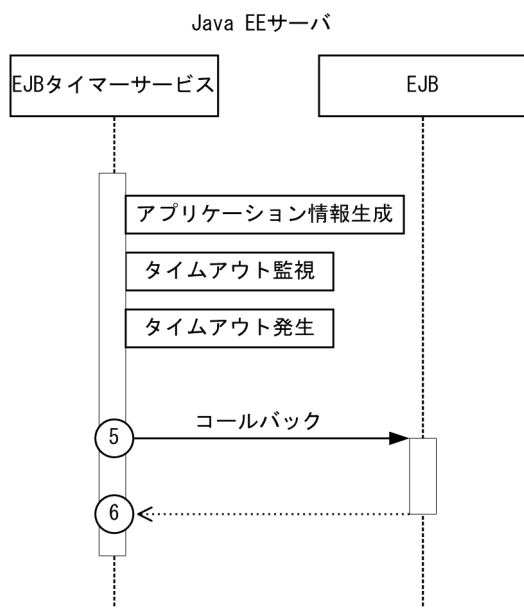 Java EEサーバ
EJBタイマーサービス
EJB
アプリケーション情報生成
タイムアウト監視
タイムアウト発生
コールバック
5
6